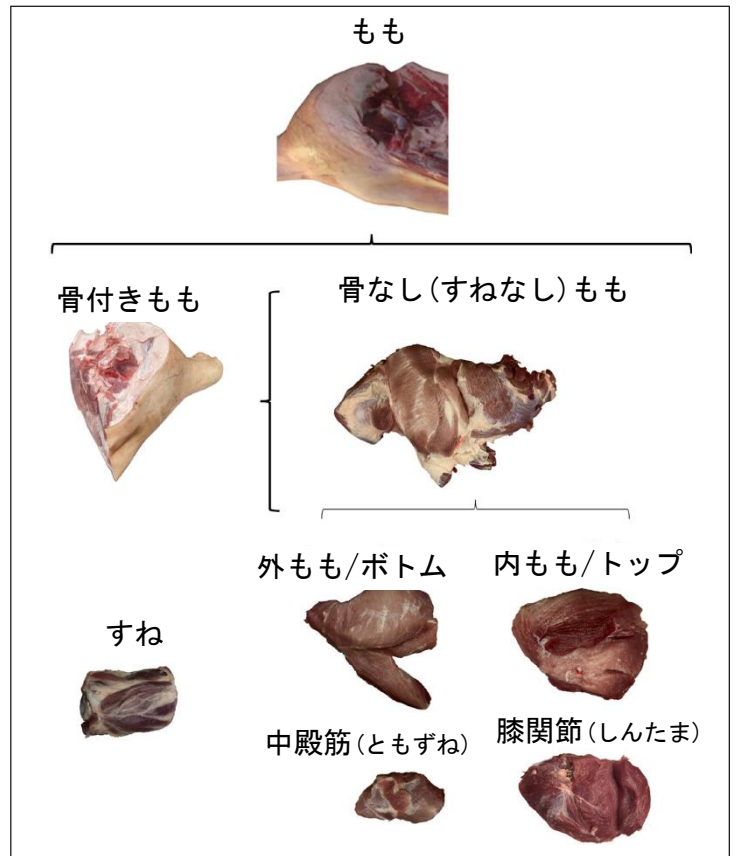 もも
骨付きもも
骨なし(すねなし)もも
外もも/ボトム
内もも/トップ
すね
中殿筋(ともずね)
膝関節(しんたま)